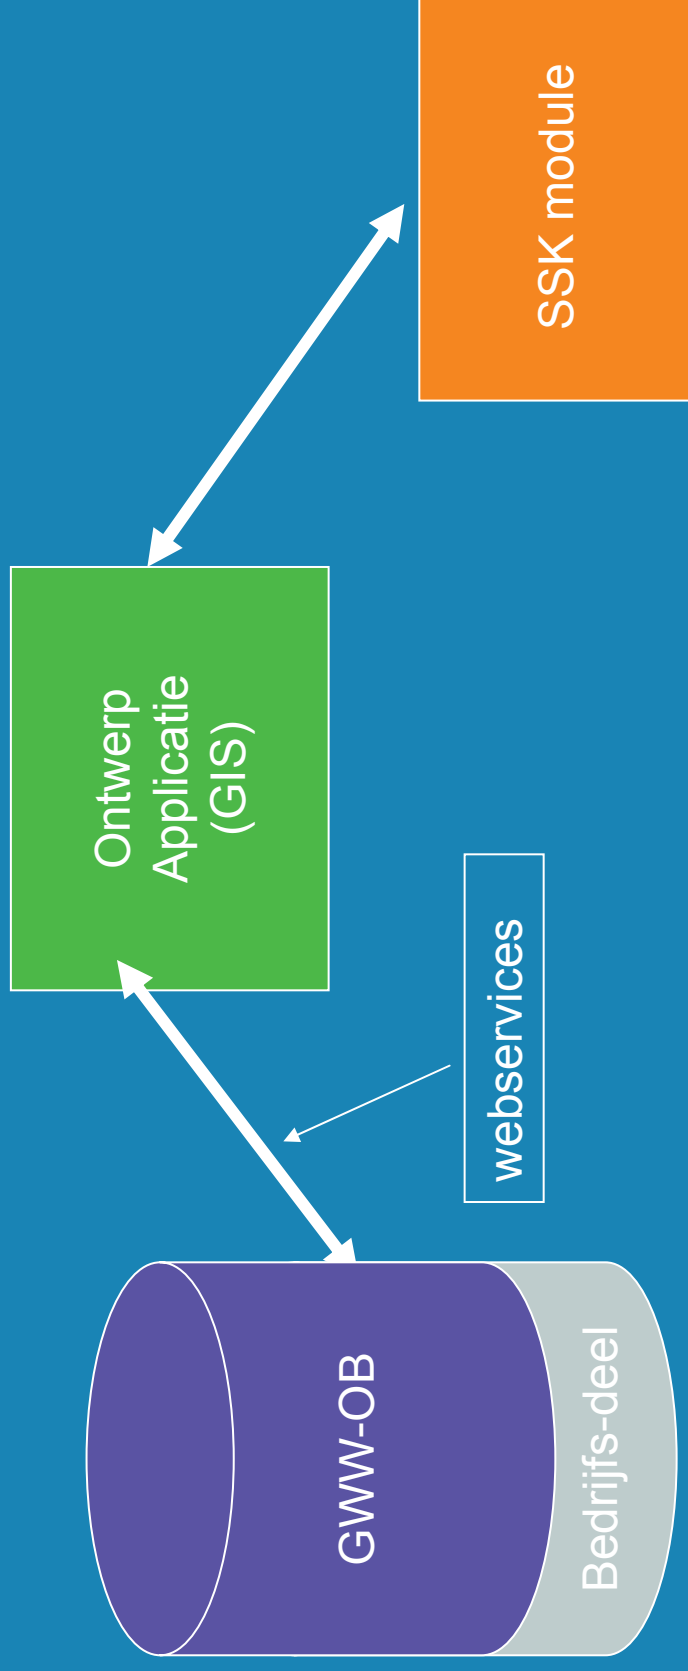 GWW-OB
Bedrijfs-deel
webservices
Ontwerp
Applicatie
(GIS)
SSK module